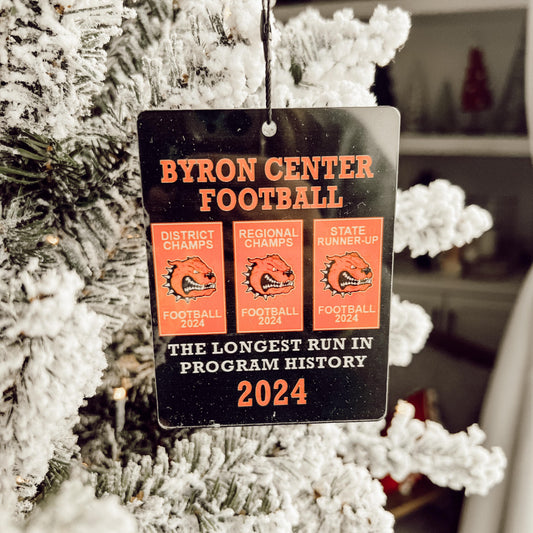 BYRON CENTER
FOOTBALL
DISTRICT
CHAMPS
FOOTBALL
2024
REGIONAL
CHAMPS
FOOTBALL
2024
STATE
RUNNER-UP
FOOTBALL
2024
THE LONGEST RUN IN
PROGRAM HISTORY
2024